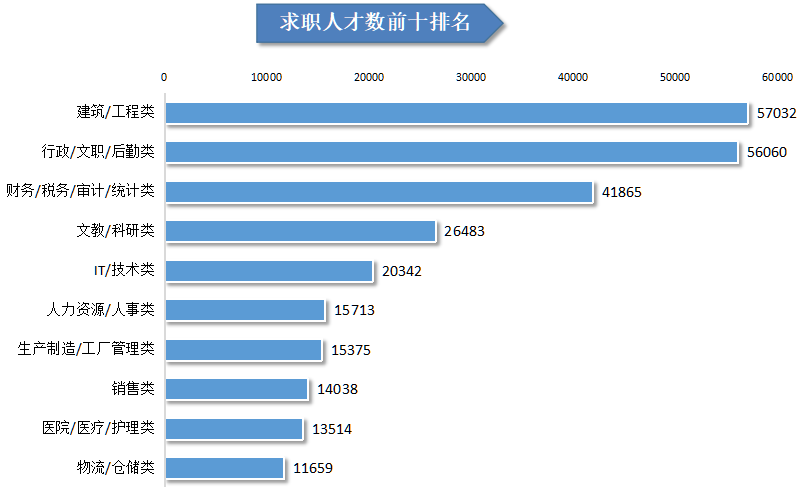 求职人才数前十排名
0 10000 20000 30000 40000 50000 60000
建筑/工程类 57032
行政/文职/后勤类 56060
财务/税务/审计/统计类 41865
文教/科研类 26483
IT/技术类 20342
人力资源/人事类 15713
生产制造/工厂管理类 15375
销售类 14038
医院/医疗/护理类 13514
物流/仓储类 11659